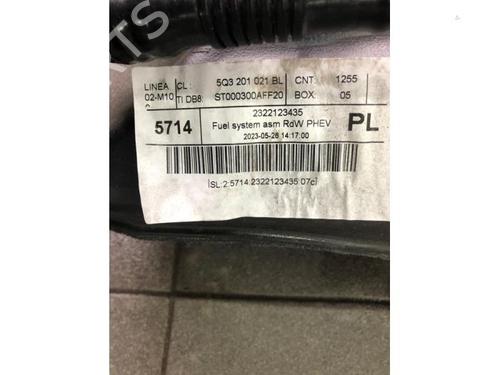 LINEA CL: 5Q3 201 021 BL CNT: 1255
02-M10 TI DB8: ST000300AFF20 BOX: 05
5714 2322123435 PL
Fuel system asm RdW PHEV
2023-05-26 14:17:00
[SL:2:5714:2322123435:07c]